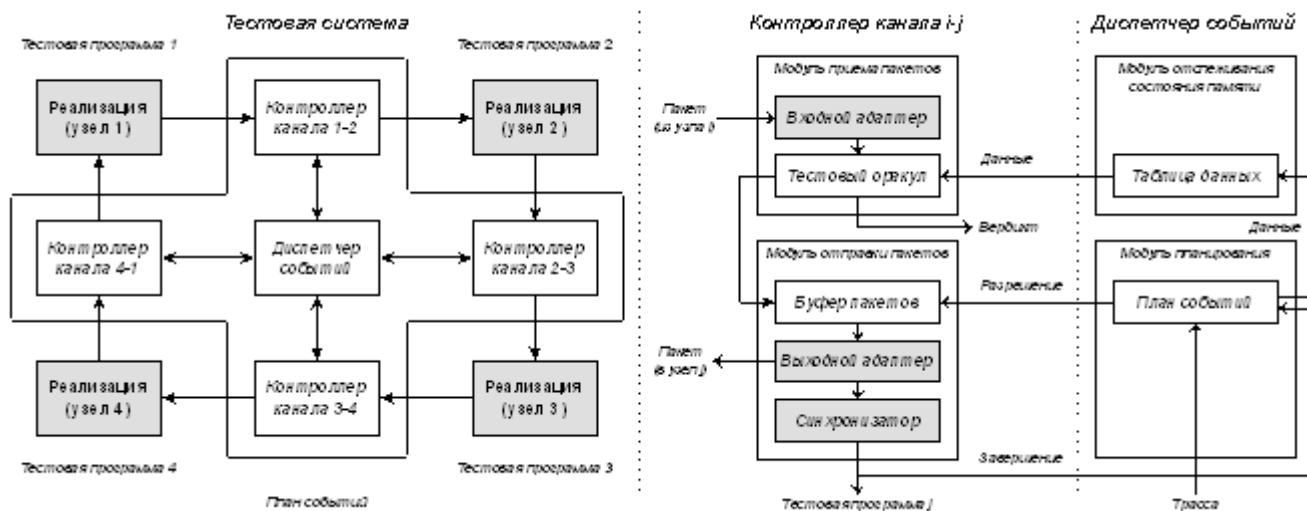 Тестовая система
Тестовая программа 1
Тестовая программа 2
Реализация
(узел 1)
Контроллер
канала 1-2
Реализация
(узел 2)
Контроллер
канала 4-1
Диспетчер
событий
Контроллер
канала 2-3
Реализация
(узел 4)
Контроллер
канала 3-4
Реализация
(узел 3)
Тестовая программа 4
Тестовая программа 3
План событий
Контроллер канала i-j
Модуль приема пакетов
Пакет
(из узла i)
Входной адаптер
Тестовый оракул
Данные
Вердикт
Модуль отправки пакетов
Буфер пакетов
Разрешение
Пакет
(в узел j)
Выходной адаптер
Синхронизатор
Завершение
Тестовая программа j
Диспетчер событий
Модуль отслеживания
состояния памяти
Таблица данных
Данные
Модуль планирования
План событий
Трасса